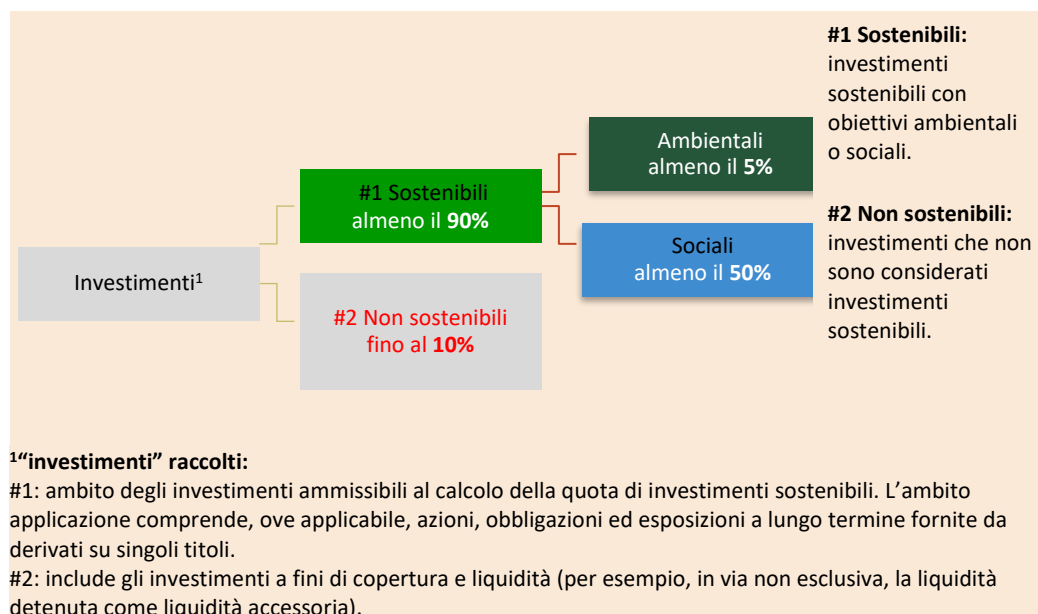 Investimenti¹
#1 Sostenibili
almeno il 90%
#2 Non sostenibili
fino al 10%
Ambientali
almeno il 5%
Sociali
almeno il 50%
#1 Sostenibili:
investimenti
sostenibili con
obiettivi ambientali
o sociali.
#2 Non sostenibili:
investimenti che non
sono considerati
investimenti
sostenibili.
¹“investimenti” raccolti:
#1: ambito degli investimenti ammissibili al calcolo della quota di investimenti sostenibili. L’ambito
applicazione comprende, ove applicabile, azioni, obbligazioni ed esposizioni a lungo termine fornite da
derivati su singoli titoli.
#2: include gli investimenti a fini di copertura e liquidità (per esempio, in via non esclusiva, la liquidità
detenuta come liquidità accessoria).